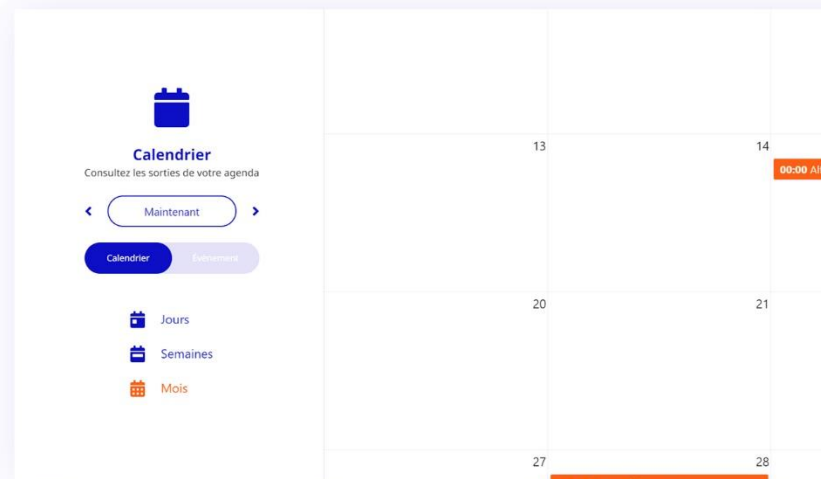 Calendrier
Consultez les sorties de votre agenda
Maintenant
Calendrier Evènement
Jours
Semaines
Mois
13 14
00:00
20 21
27 28